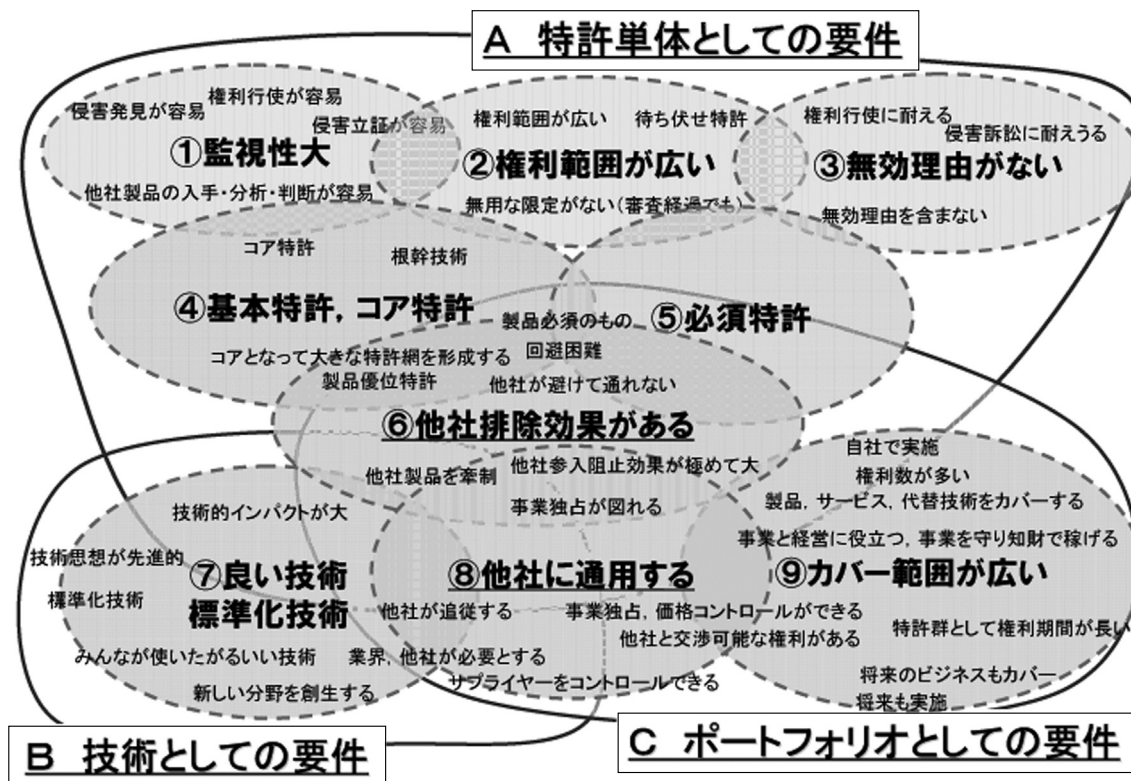 A 特許単体としての要件
権利行使が容易
侵害発見が容易
侵害立証が容易
①監視性大
他社製品の入手・分析・判断が容易
権利範囲が広い
待ち伏せ特許
②権利範囲が広い
無用な限定がない(審査経過でも)
権利行使に耐える
侵害訴訟に耐えうる
③無効理由がない
無効理由を含まない
コア特許
根幹技術
④基本特許, コア特許
コアとなって大きな特許網を形成する
製品優位特許
製品必須のもの
⑤必須特許
回避困難
他社が避けて通れない
⑥他社排除効果がある
他社製品を牽制
他社参入阻止効果が極めて大
事業独占が図れる
技術的インパクトが大
技術思想が先進的
⑦良い技術
標準化技術
標準化技術
みんなが使いたがるいい技術
新しい分野を創生する
⑧他社に通用する
他社が追従する
事業独占, 価格コントロールができる
他社と交渉可能な権利がある
業界, 他社が必要とする
サプライヤーをコントロールできる
自社で実施
権利数が多い
製品, サービス, 代替技術をカバーする
事業と経営に役立つ, 事業を守り知財で稼げる
⑨カバー範囲が広い
特許群として権利期間が長い
将来のビジネスもカバー
将来も実施
B 技術としての要件
C ポートフォリオとしての要件